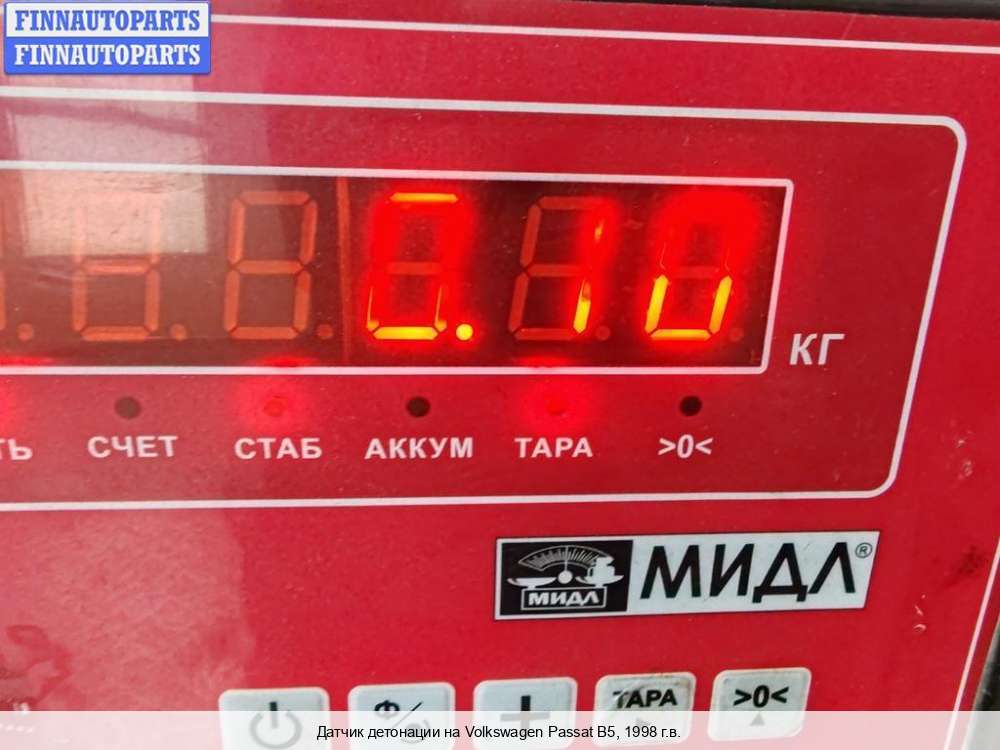 FINNAUTOPARTS
FINNAUTOPARTS
0.10
КГ
СЧЕТ СТАБ АККУМ ТАРА >0<
МИДЛ МИДЛ®
Ф/
+ ТАРА >0<
Датчик детонации на Volkswagen Passat B5, 1998 г.в.